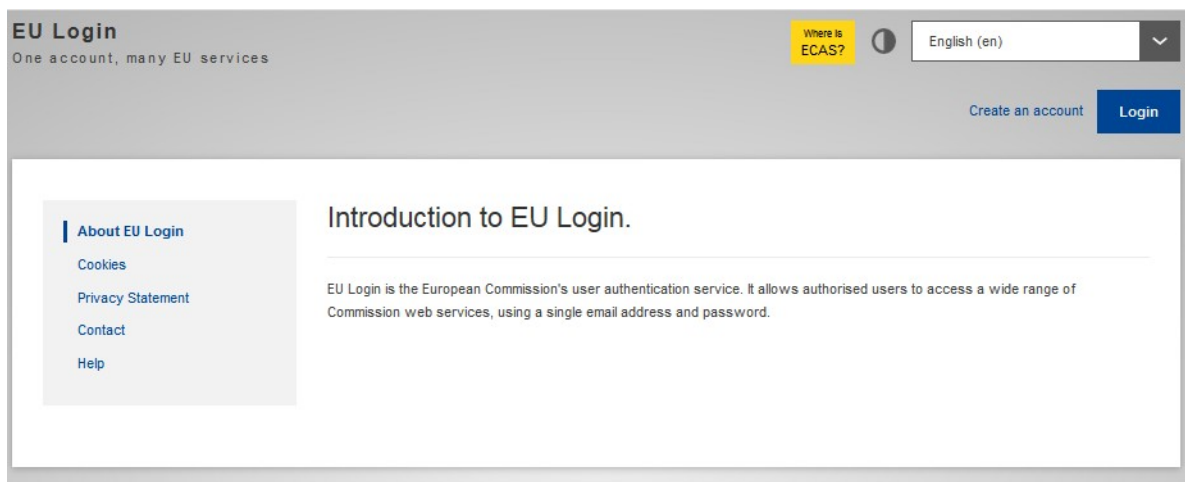 EU Login
One account, many EU services
Where is
ECAS?
English (en)
Create an account
Login
About EU Login
Cookies
Privacy Statement
Contact
Help
Introduction to EU Login.
EU Login is the European Commission's user authentication service. It allows authorised users to access a wide range of
Commission web services, using a single email address and password.